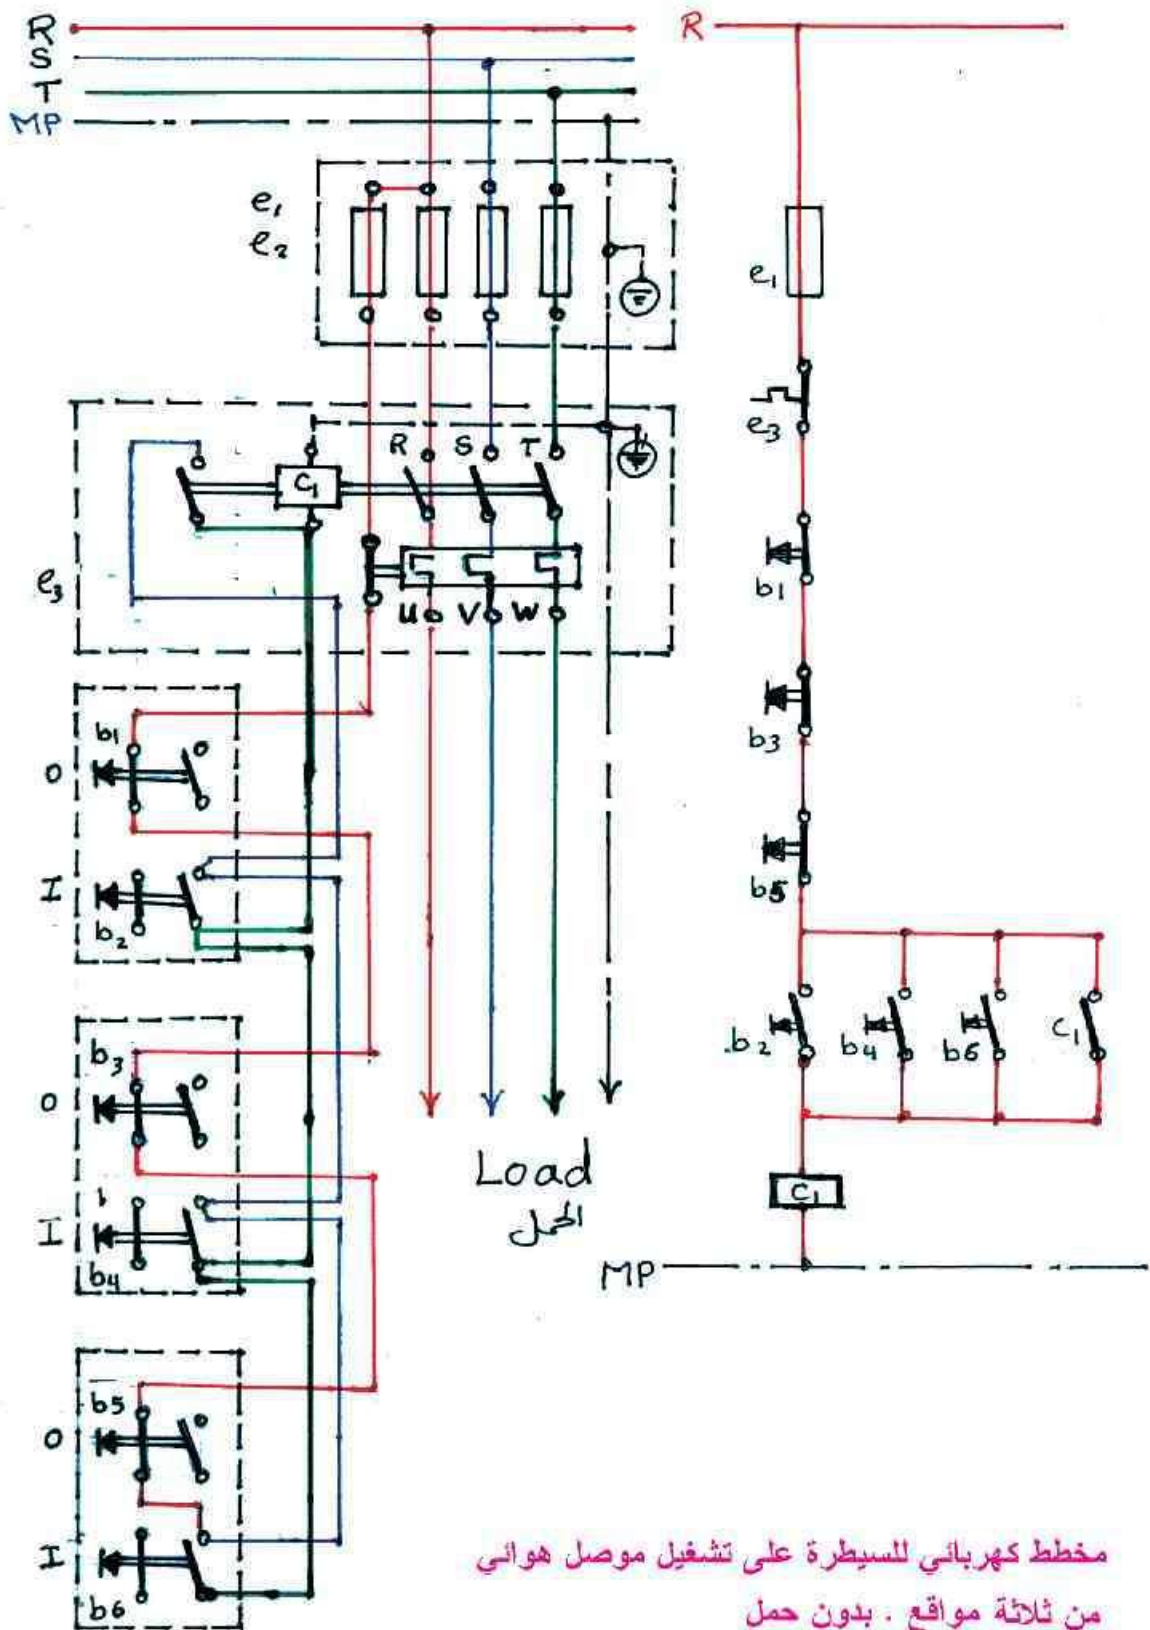 R
S
T
MP
R
e1
e2
e1
e3
R S T
C1
e3
U V W
b1
b1
O
b3
I
b2
b5
b2 b4 b6 C1
b3
O
I
b4
Load
الحمل
C1
MP
b5
O
I
b6
مخطط كهربائي للسيطرة على تشغيل موصل هوائي
من ثلاثة مواقع . بدون حمل